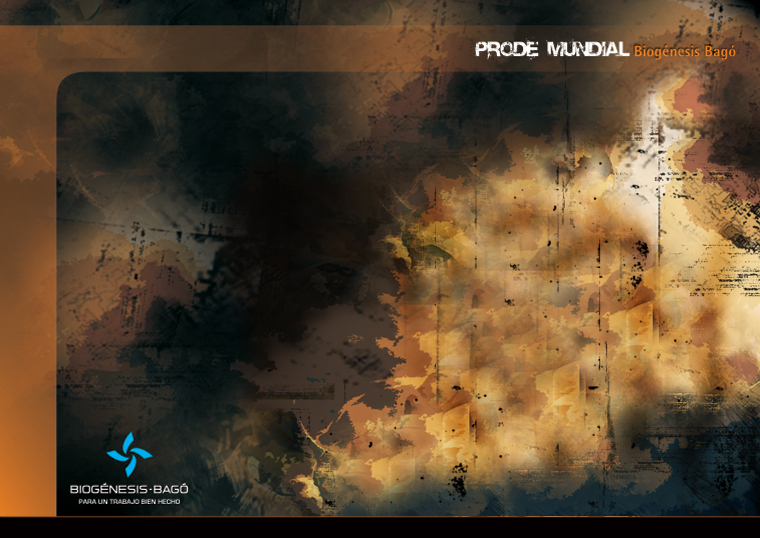 PRODE MUNDIAL Biogénesis Bagó
BIOGÉNESIS·BAGÓ
PARA UN TRABAJO BIEN HECHO